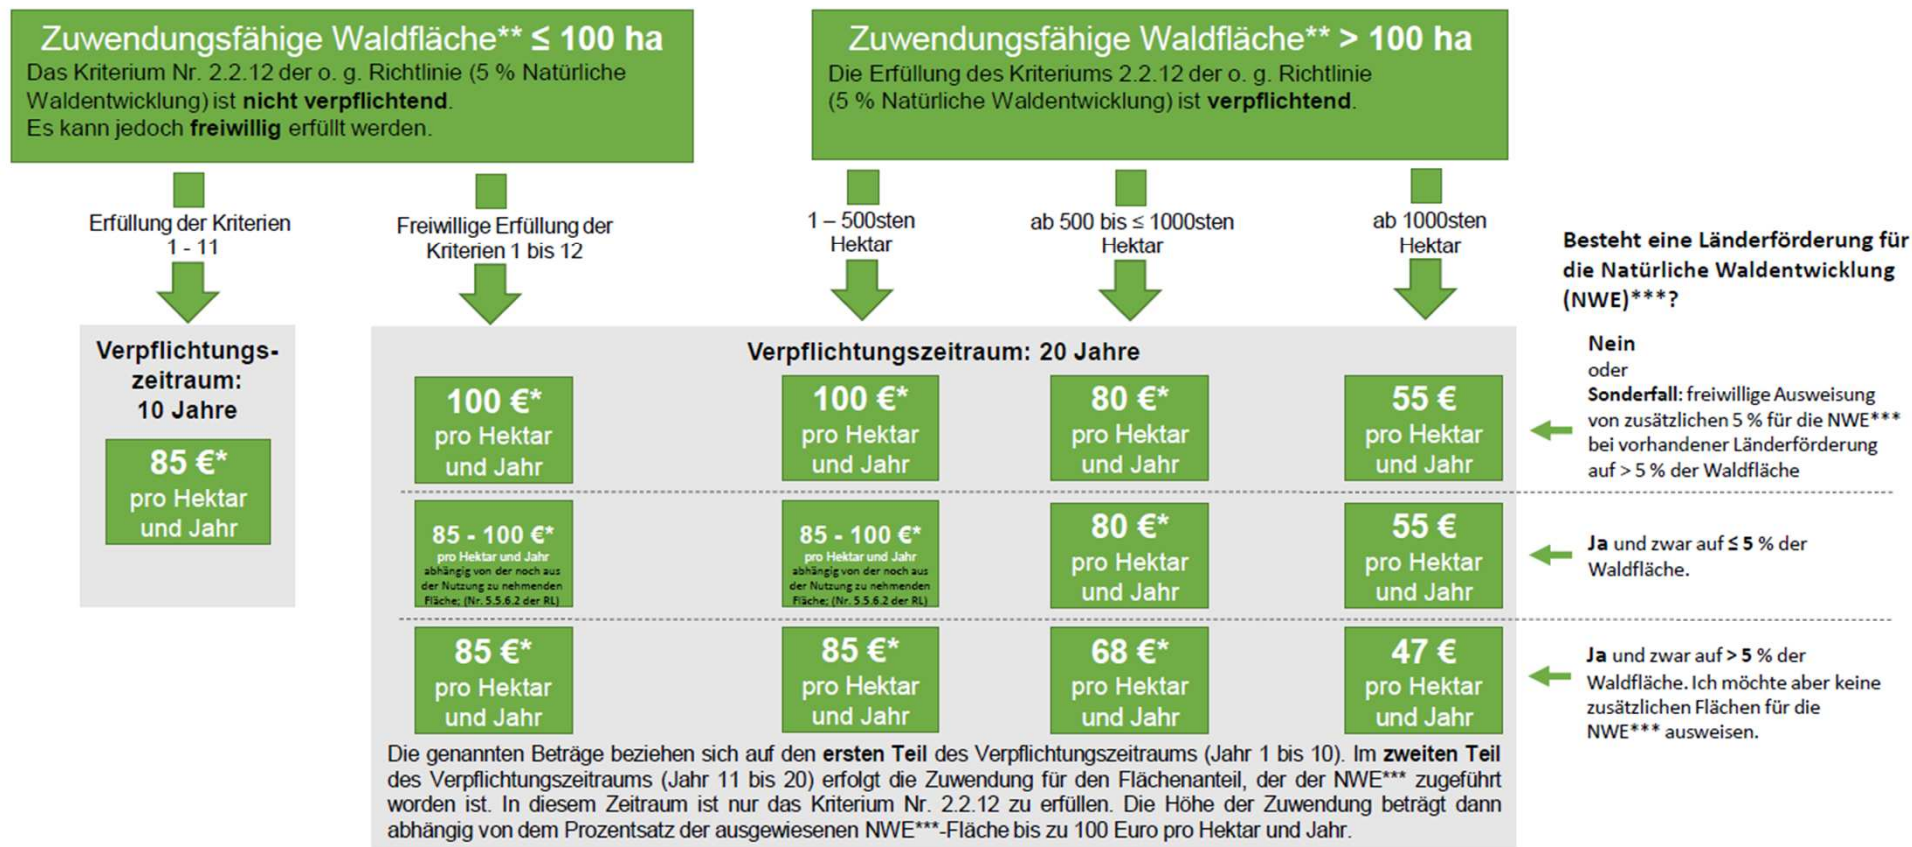 Zuwendungsfähige Waldfläche** ≤ 100 ha
Das Kriterium Nr. 2.2.12 der o. g. Richtlinie (5 % Natürliche
Waldentwicklung) ist nicht verpflichtend.
Es kann jedoch freiwillig erfüllt werden.
Zuwendungsfähige Waldfläche** > 100 ha
Die Erfüllung des Kriteriums 2.2.12 der o. g. Richtlinie
(5 % Natürliche Waldentwicklung) ist verpflichtend.
Erfüllung der Kriterien
1 - 11
Freiwillige Erfüllung der
Kriterien 1 bis 12
1 – 500sten
Hektar
ab 500 bis ≤ 1000sten
Hektar
ab 1000sten
Hektar
Besteht eine Länderförderung für
die Natürliche Waldentwicklung
(NWE)***?
Verpflichtungs-
zeitraum:
10 Jahre
85 €*
pro Hektar
und Jahr
Verpflichtungszeitraum: 20 Jahre
100 €*
pro Hektar
und Jahr
100 €*
pro Hektar
und Jahr
80 €*
pro Hektar
und Jahr
55 €
pro Hektar
und Jahr
Nein
oder
Sonderfall: freiwillige Ausweisung
von zusätzlichen 5 % für die NWE***
bei vorhandener Länderförderung
auf > 5 % der Waldfläche
85 - 100 €*
pro Hektar und Jahr
abhängig von der noch aus
der Nutzung zu nehmenden
Fläche; (Nr. 5.5.6.2 der RL)
85 - 100 €*
pro Hektar und Jahr
abhängig von der noch aus
der Nutzung zu nehmenden
Fläche; (Nr. 5.5.6.2 der RL)
80 €*
pro Hektar
und Jahr
55 €
pro Hektar
und Jahr
Ja und zwar auf ≤ 5 % der
Waldfläche.
85 €*
pro Hektar
und Jahr
85 €*
pro Hektar
und Jahr
68 €*
pro Hektar
und Jahr
47 €
pro Hektar
und Jahr
Ja und zwar auf > 5 % der
Waldfläche. Ich möchte aber keine
zusätzlichen Flächen für die
NWE*** ausweisen.
Die genannten Beträge beziehen sich auf den ersten Teil des Verpflichtungszeitraums (Jahr 1 bis 10). Im zweiten Teil
des Verpflichtungszeitraums (Jahr 11 bis 20) erfolgt die Zuwendung für den Flächenanteil, der der NWE*** zugeführt
worden ist. In diesem Zeitraum ist nur das Kriterium Nr. 2.2.12 zu erfüllen. Die Höhe der Zuwendung beträgt dann
abhängig von dem Prozentsatz der ausgewiesenen NWE***-Fläche bis zu 100 Euro pro Hektar und Jahr.